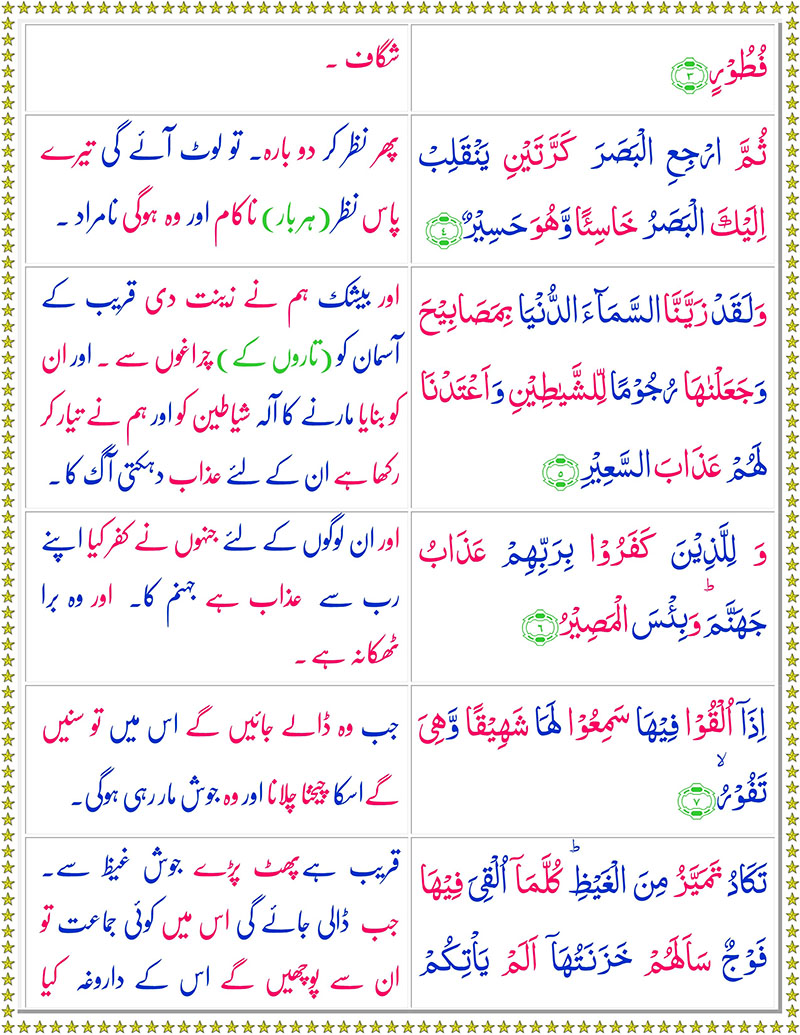 فُطُوْرٍ ﴿٣﴾
شگاف ۔
ثُمَّ ارْجِعِ الْبَصَرَ كَرَّتَيْنِ يَنْقَلِبْ
اِلَيْكَ الْبَصَرُ خَاسِئًا وَّهُوَ حَسِيْرٌ ﴿٤﴾
پھر نظر کر دو بارہ۔ تو لوٹ آئے گی تیرے
پاس نظر (ہر بار) ناکام اور وہ ہوگی نامراد ۔
وَلَقَدْ زَيَّنَّا السَّمَآءَ الدُّنْيَا بِمَصَابِيْحَ
وَجَعَلْنٰهَا رُجُوْمًا لِّلشَّيٰطِيْنِ وَاَعْتَدْنَا
لَهُمْ عَذَابَ السَّعِيْرِ ﴿٥﴾
اور بیشک ہم نے زینت دی قریب کے
آسمان کو (تاروں کے) چراغوں سے ۔ اور ان
کو بنایا مارنے کا آلہ شیاطین کو اور ہم نے تیار کر
رکھا ہے ان کے لئے عذاب دہکتی آگ کا ۔
وَ لِلَّذِيْنَ كَفَرُوْا بِرَبِّهِمْ عَذَابُ
جَهَنَّمَ ؕ وَبِئْسَ الْمَصِيْرُ ﴿٦﴾
اور ان لوگوں کے لئے جنہوں نے کفر کیا اپنے
رب سے عذاب ہے جہنم کا۔ اور وہ برا
ٹھکانہ ہے ۔
اِذَآ اُلْقُوْا فِيْهَا سَمِعُوْا لَهَا شَهِيْقًا وَّهِىَ
تَفُوْرُ ۙ ﴿٧﴾
جب وہ ڈالے جائیں گے اس میں تو سنیں
گے اسکا چیخنا چلانا اور وہ جوش مار رہی ہوگی۔
تَكَادُ تَمَيَّزُ مِنَ الْغَيْظِ ؕ كُلَّمَآ اُلْقِىَ فِيْهَا
فَوْجٌ سَاَلَهُمْ خَزَنَتُهَاۤ اَلَمْ يَاْتِكُمْ
قریب ہے پھٹ پڑے جوش غیظ سے۔
جب ڈالی جائے گی اس میں کوئی جماعت تو
ان سے پوچھیں گے اس کے داروغہ کیا